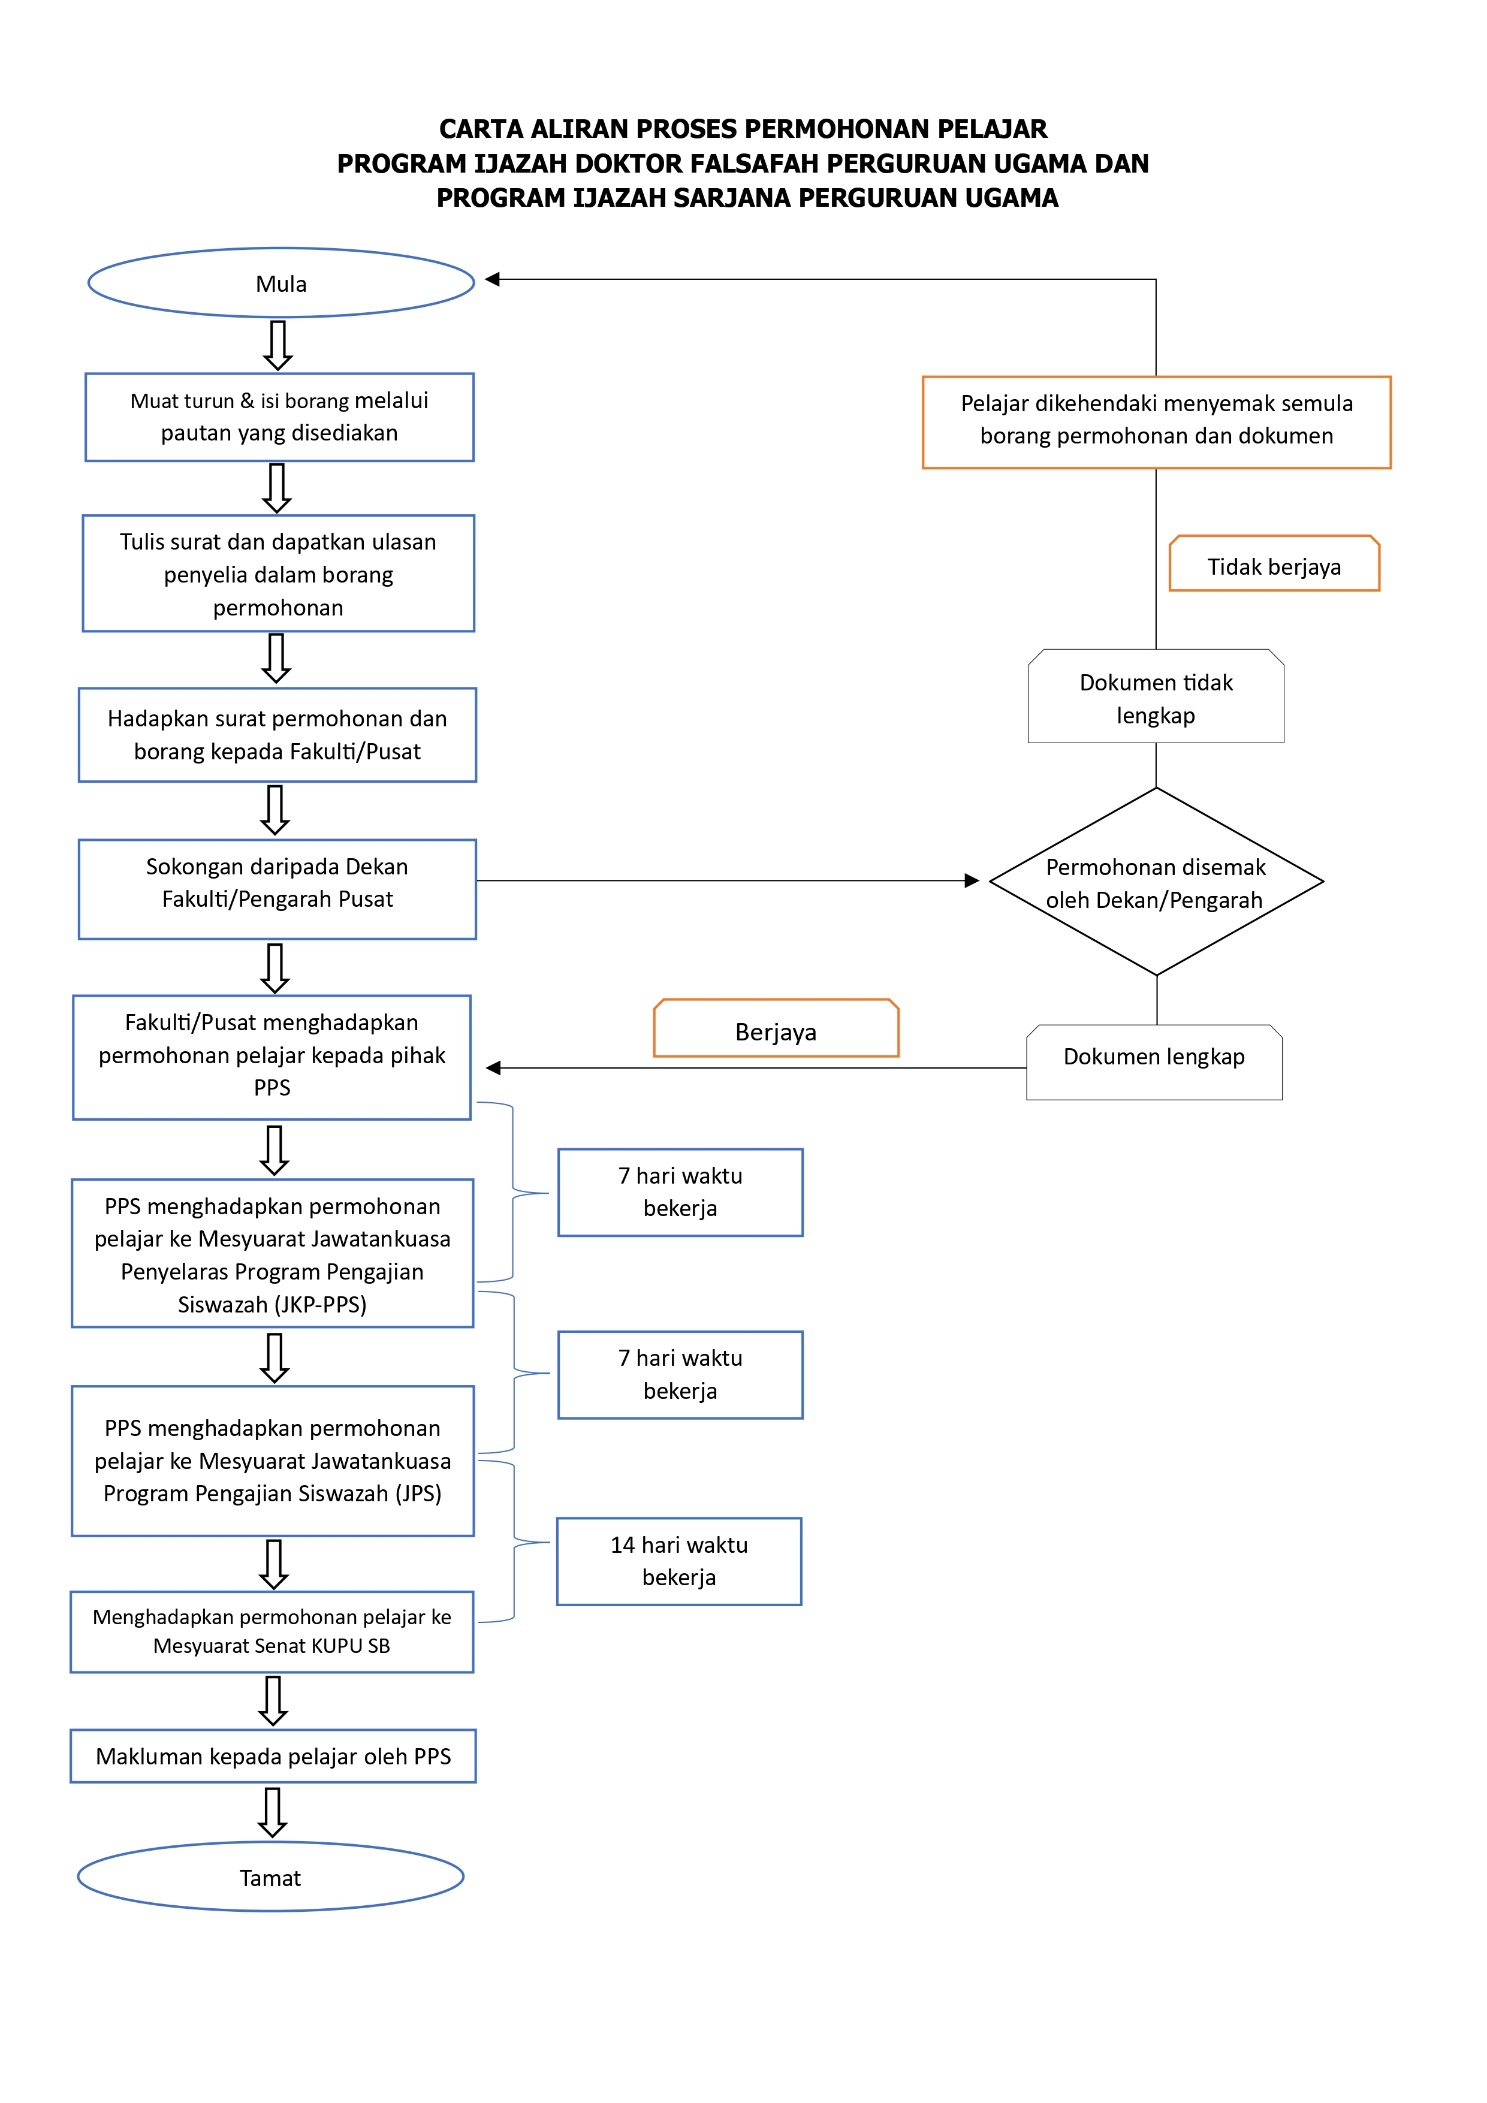 CARTA ALIRAN PROSES PERMOHONAN PELAJAR
PROGRAM IJAZAH DOKTOR FALSAFAH PERGURUAN UGAMA DAN
PROGRAM IJAZAH SARJANA PERGURUAN UGAMA
Mula
Muat turun & isi borang melalui
pautan yang disediakan
Tulis surat dan dapatkan ulasan
penyelia dalam borang
permohonan
Hadapkan surat permohonan dan
borang kepada Fakulti/Pusat
Sokongan daripada Dekan
Fakulti/Pengarah Pusat
Pelajar dikehendaki menyemak semula
borang permohonan dan dokumen
Tidak berjaya
Dokumen tidak
lengkap
Permohonan disemak
oleh Dekan/Pengarah
Dokumen lengkap
Berjaya
Fakulti/Pusat menghadapkan
permohonan pelajar kepada pihak
PPS
7 hari waktu
bekerja
PPS menghadapkan permohonan
pelajar ke Mesyuarat Jawatankuasa
Penyelaras Program Pengajian
Siswazah (JKP-PPS)
7 hari waktu
bekerja
PPS menghadapkan permohonan
pelajar ke Mesyuarat Jawatankuasa
Program Pengajian Siswazah (JPS)
14 hari waktu
bekerja
Menghadapkan permohonan pelajar ke
Mesyuarat Senat KUPU SB
Makluman kepada pelajar oleh PPS
Tamat